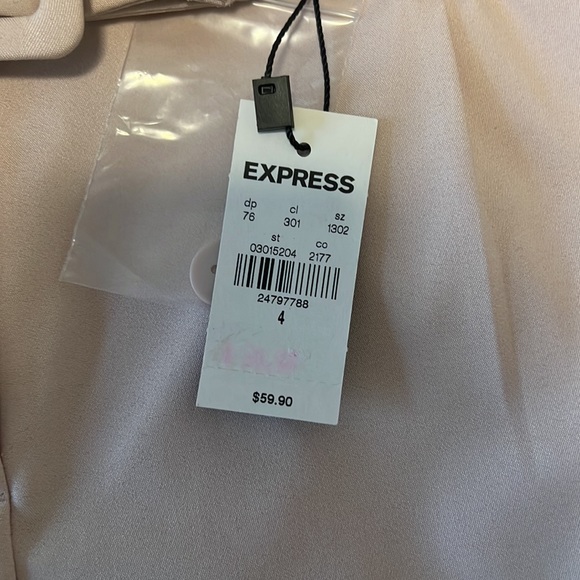 EXPRESS
dp cl sz
76 301 1302
st co
03015204 2177
24797788
4
$59.90